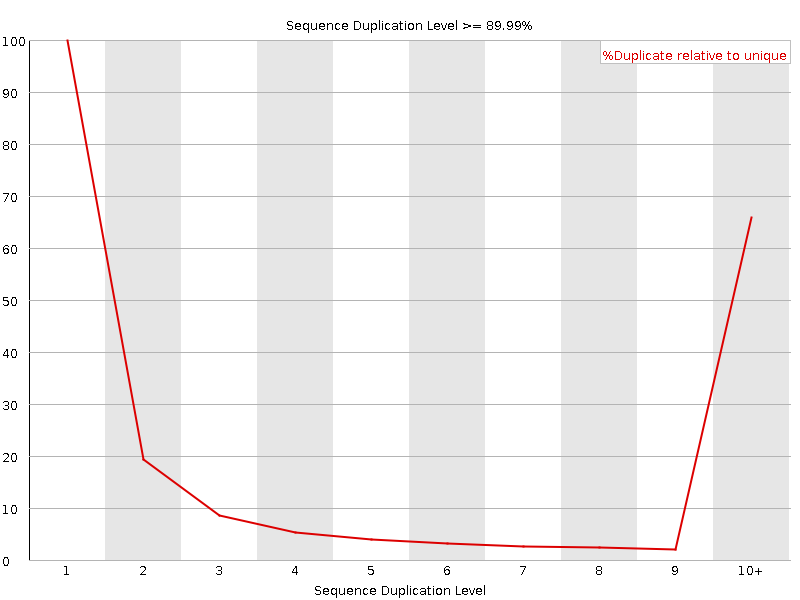 Sequence Duplication Level >= 89.99%
%Duplicate relative to unique
100
90
80
70
60
50
40
30
20
10
0
1 2 3 4 5 6 7 8 9 10+
Sequence Duplication Level